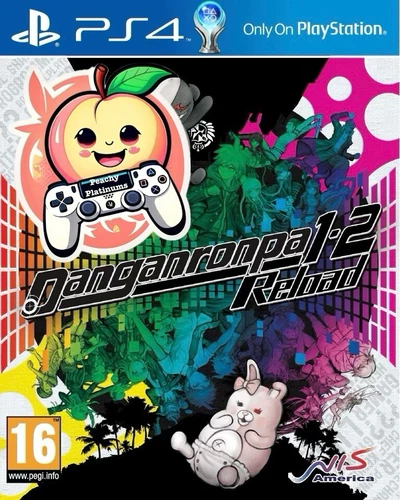 PS4
Only On PlayStation®
Peachy
Platinums
Danganronpa 1·2
Reload
16
www.pegi.info
NIS
America